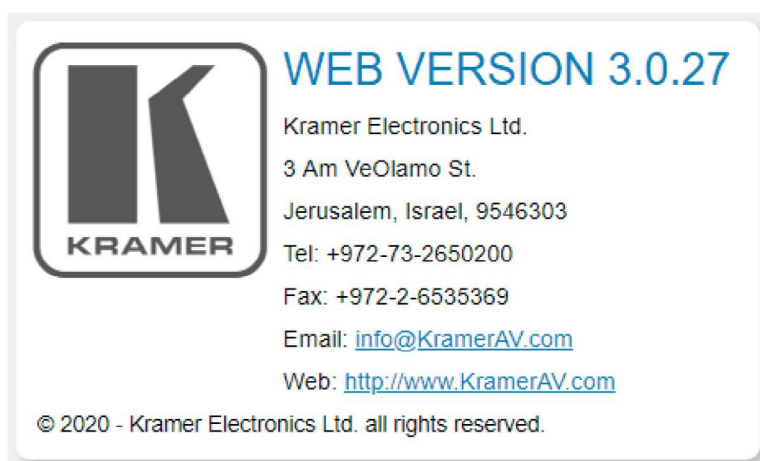 WEB VERSION 3.0.27
KRAMER
Kramer Electronics Ltd.
3 Am VeOlamo St.
Jerusalem, Israel, 9546303
Tel: +972-73-2650200
Fax: +972-2-6535369
Email: info@KramerAV.com
Web: http://www.KramerAV.com
© 2020 - Kramer Electronics Ltd. all rights reserved.